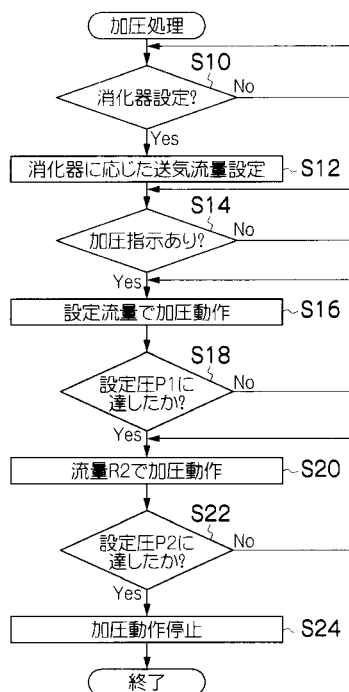 加圧処理
S10
消化器設定?
No
Yes
消化器に応じた送気流量設定
S12
S14
加圧指示あり?
No
Yes
設定流量で加圧動作
S16
S18
設定圧P1に
達したか?
No
Yes
流量R2で加圧動作
S20
S22
設定圧P2に
達したか?
No
Yes
加圧動作停止
S24
終了